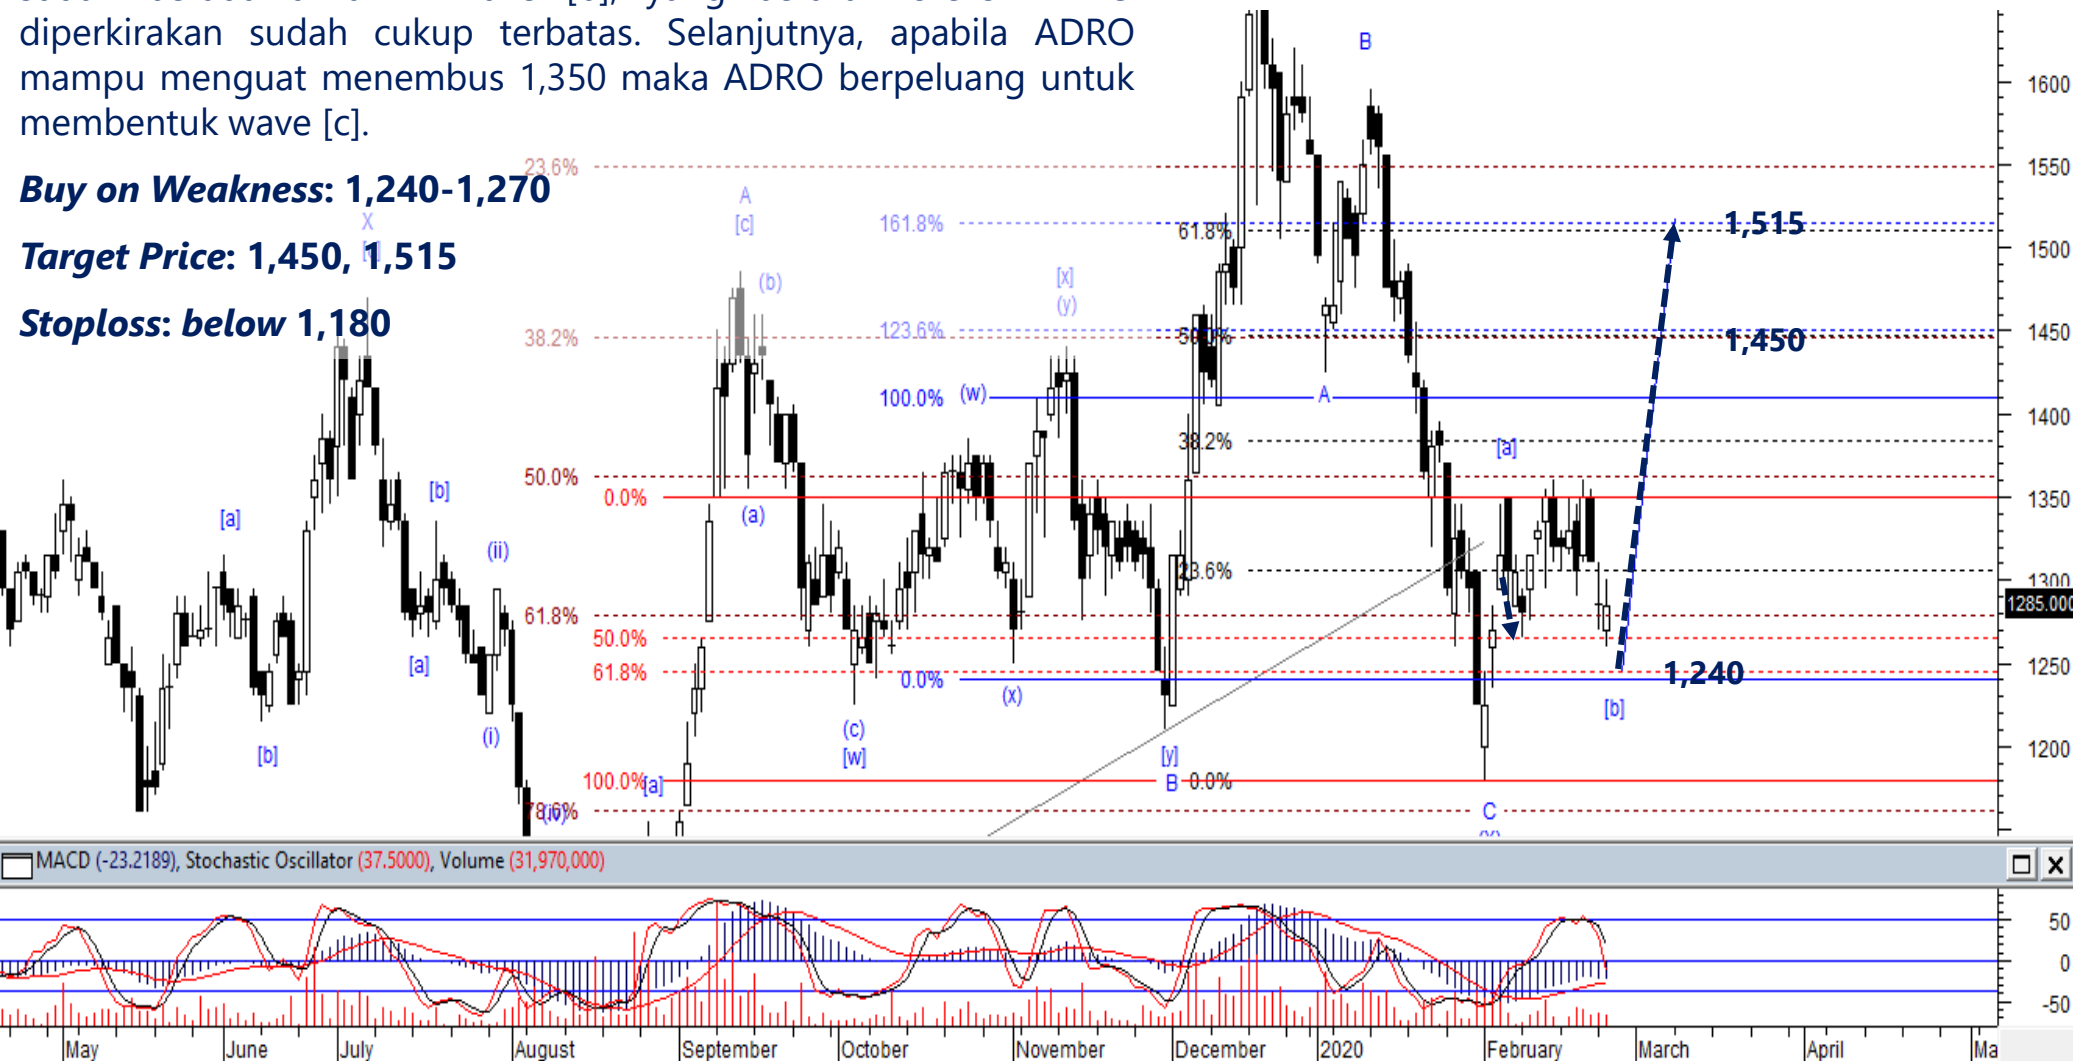 diperkirakan sudah cukup terbatas. Selanjutnya, apabila ADRO
mampu menguat menembus 1,350 maka ADRO berpeluang untuk
membentuk wave [c].
Buy on Weakness: 1,240-1,270
Target Price: 1,450, 1,515
Stoploss: below 1,180
B
1600
23.6%
1550
A
[c]
X
161.8%
61.8%
1,515
1500
(b)
[x]
(y)
38.2%
123.6%
50.0%
1,450
1450
100.0%
(w)
A
1400
38.2%
[a]
50.0%
[b]
0.0%
1350
[a]
(a)
(ii)
23.6%
1300
1285.000
61.8%
50.0%
[a]
61.8%
1250
0.0%
(x)
1,240
[b]
(i)
(c)
[w]
[b]
[y]
1200
100.0%
[a]
B
0.0%
78.6%
(iv)
C
MACD (-23.2189), Stochastic Oscillator (37.5000), Volume (31,970,000)
50
0
-50
May June July August September October November December 2020 February March April Ma